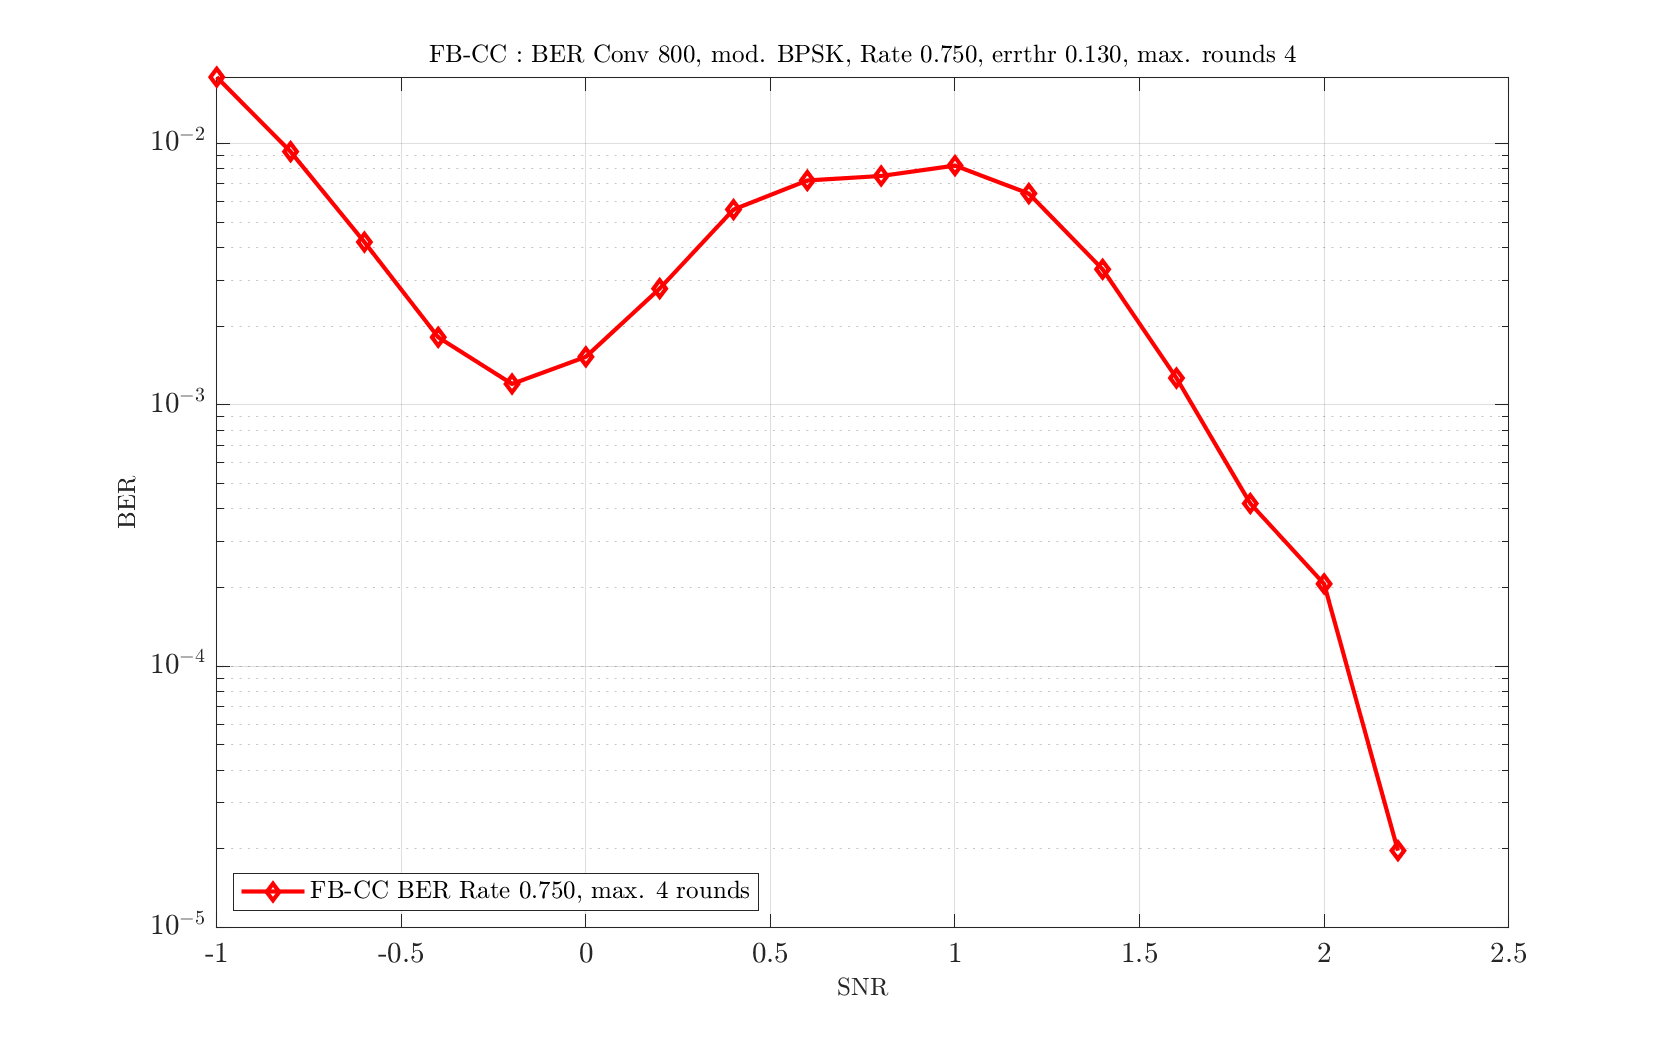 FB-CC : BER Conv 800, mod. BPSK, Rate 0.750, errthr 0.130, max. rounds 4
10⁻²
10⁻³
10⁻⁴
10⁻⁵
BER
FB-CC BER Rate 0.750, max. 4 rounds
-1 -0.5 0 0.5 1 1.5 2 2.5
SNR